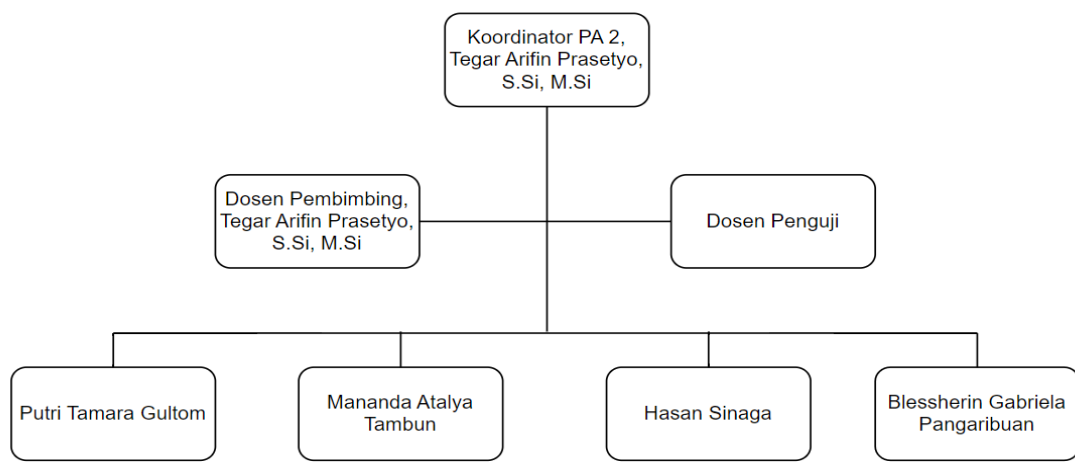 Koordinator PA 2,
Tegar Arifin Prasetyo,
S.Si, M.Si
Dosen Pembimbing,
Tegar Arifin Prasetyo,
S.Si, M.Si
Dosen Penguji
Putri Tamara Gultom
Mananda Atalya
Tambun
Hasan Sinaga
Blessherin Gabriela
Pangaribuan